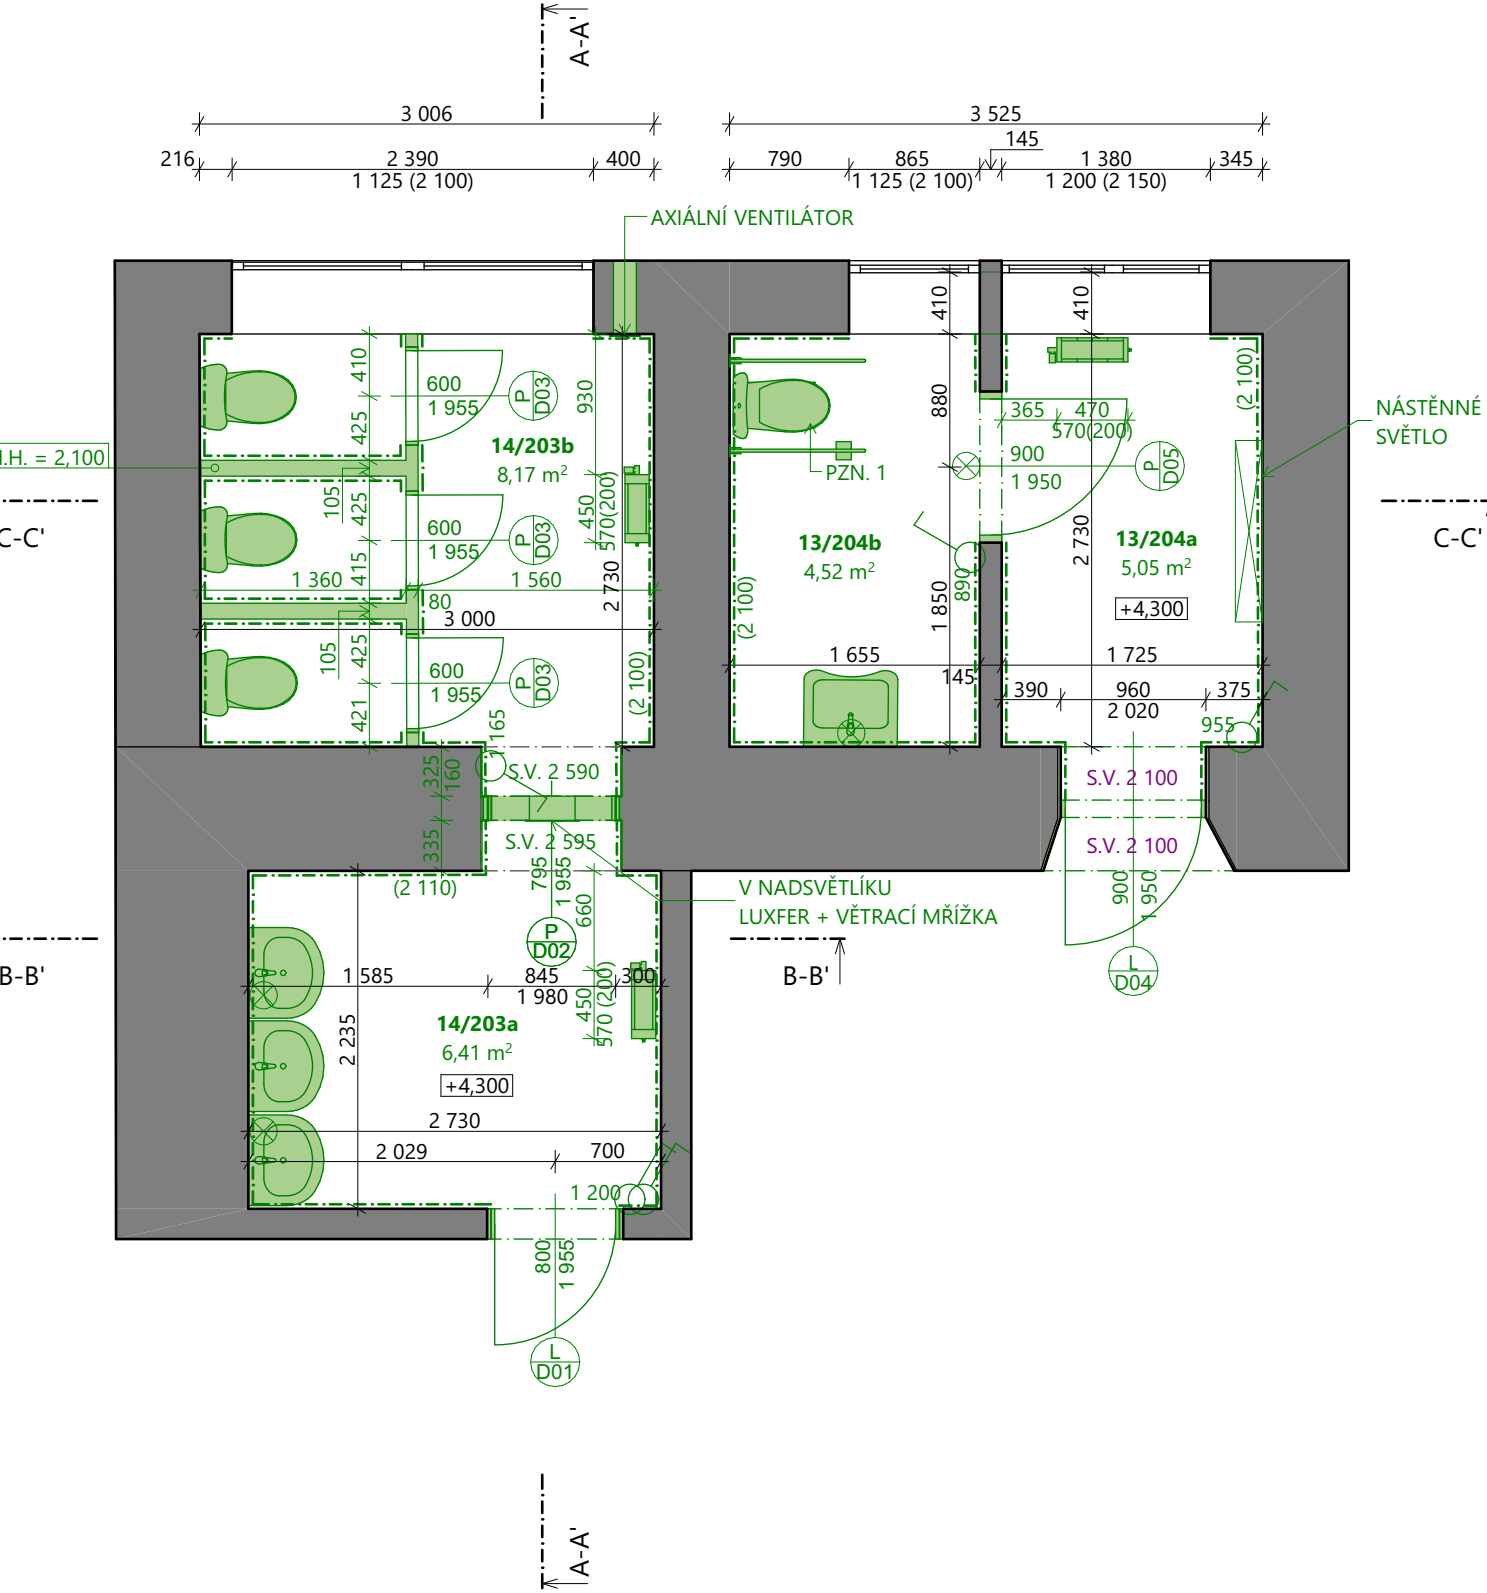 A-A'
3 006
3 525
145
216
2 390
400
790
865
1 380
345
1 125 (2 100)
1 125 (2 100)
1 200 (2 150)
AXIÁLNÍ VENTILÁTOR
410
425
600
1 955
P
D03
930
14/203b
8,17 m²
450
570(200)
105
425
600
1 955
P
D03
415
1 360
1 560
80
3 000
2 730
105
425
600
1 955
P
D03
(2 100)
421
H. = 2,100
C-C'
410
410
880
(2 100)
365
470
570(200)
900
1 950
P
D05
PZN. 1
NÁSTĚNNÉ
SVĚTLO
C-C'
13/204b
4,52 m²
13/204a
5,05 m²
+4,300
2 730
890
1 850
(2 100)
1 655
145
1 725
390
960
375
2 020
955
165
325
160
S.V. 2 590
S.V. 2 100
335
S.V. 2 595
S.V. 2 100
(2 110)
795
1 955
660
P
D02
V NADSVĚTLÍKU
LUXFER + VĚTRACÍ MŘÍŽKA
900
1 950
L
D04
B-B'
B-B'
1 585
845
300
1 980
450
570 (200)
14/203a
6,41 m²
+4,300
2 235
2 730
2 029
700
1 200
800
1 955
L
D01
A-A'